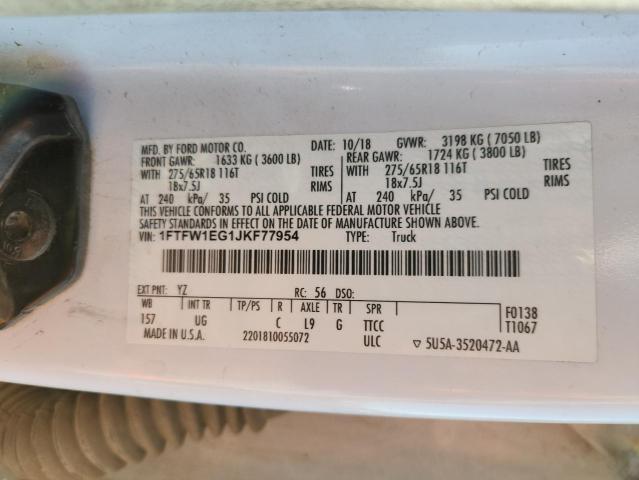 MFD. BY FORD MOTOR CO. DATE: 10/18 GVWR: 3198 KG ( 7050 LB)
FRONT GAWR: 1633 KG ( 3600 LB) REAR GAWR: 1724 KG ( 3800 LB)
WITH 275/65R18 116T TIRES WITH 275/65R18 116T TIRES
18x7.5J RIMS 18x7.5J RIMS
AT 240 kPa/ 35 PSI COLD AT 240 kPa/ 35 PSI COLD
THIS VEHICLE CONFORMS TO ALL APPLICABLE FEDERAL MOTOR VEHICLE
SAFETY STANDARDS IN EFFECT ON THE DATE OF MANUFACTURE SHOWN ABOVE.
VIN: 1FTFW1EG1JKF77954 TYPE: Truck
EXT PNT: YZ RC: 56 DSO:
WB INT TR TP/PS R AXLE TR SPR F0138
157 UG C L9 G TTCC T1067
MADE IN U.S.A. 2201810055072 ULC ▽ 5U5A-3520472-AA